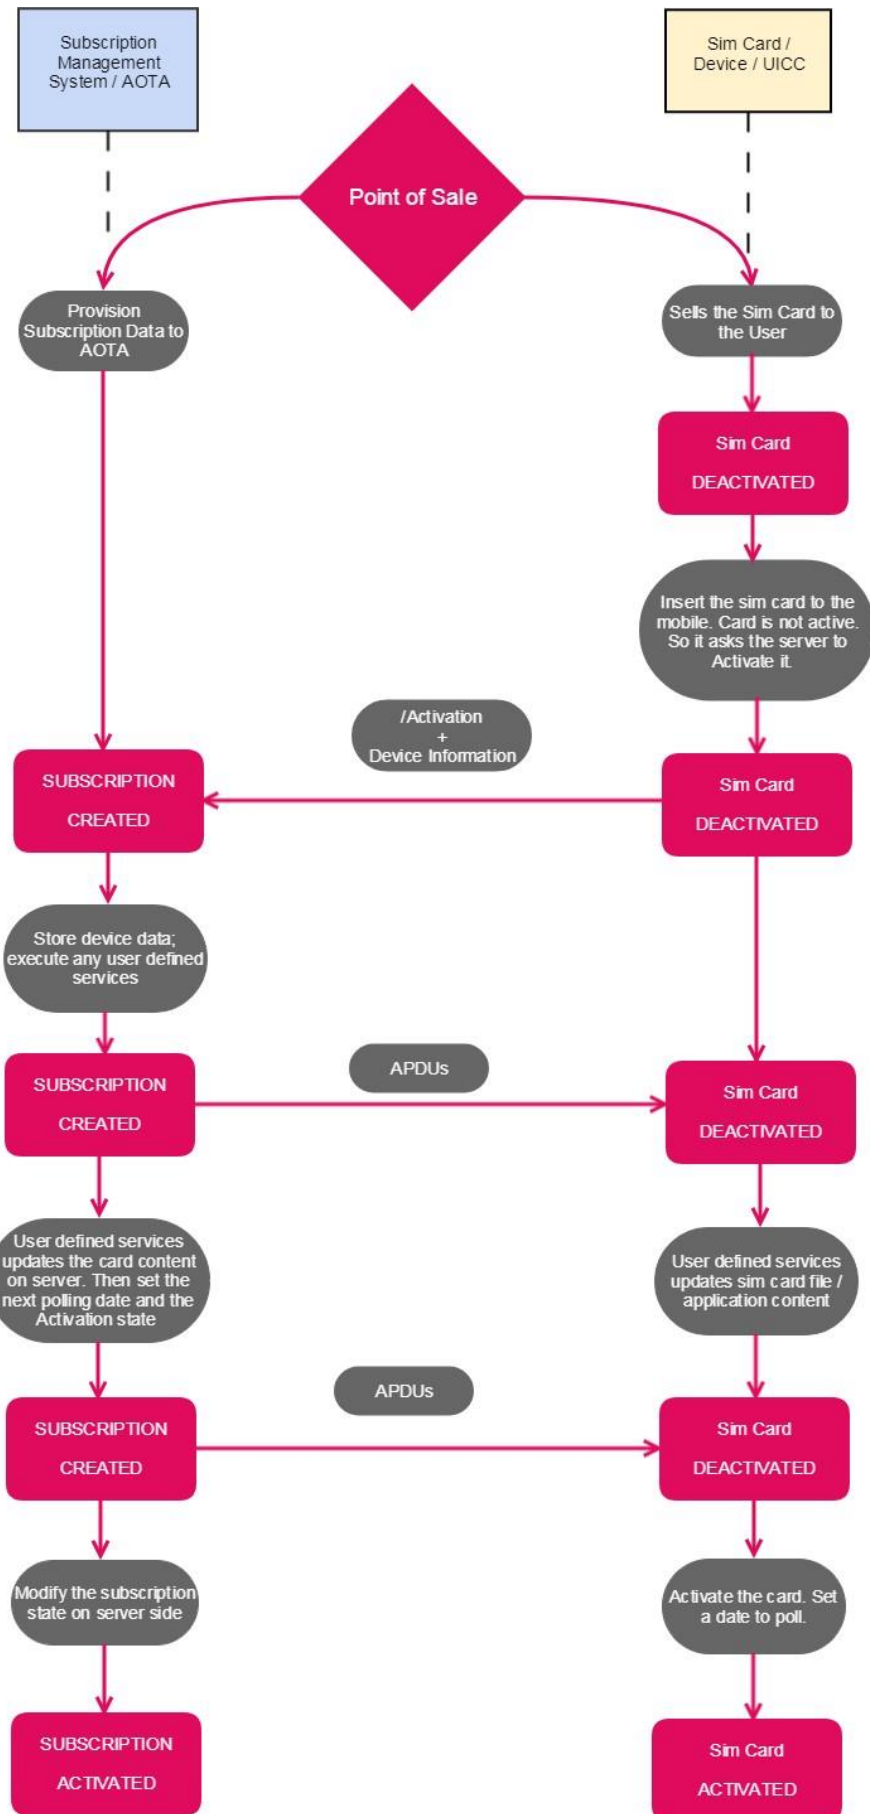 Subscription
Management
System / AOTA
Sim Card /
Device / UICC
Point of Sale
Provision
Subscription Data to
AOTA
Sells the Sim Card to
the User
Sim Card
DEACTIVATED
Insert the sim card to the
mobile. Card is not active.
So it asks the server to
Activate it.
/Activation
+
Device Information
SUBSCRIPTION
CREATED
Sim Card
DEACTIVATED
Store device data;
execute any user defined
services
SUBSCRIPTION
CREATED
APDUs
Sim Card
DEACTIVATED
User defined services
updates the card content
on server. Then set the
next polling date and the
Activation state
User defined services
updates sim card file /
application content
APDUs
SUBSCRIPTION
CREATED
Sim Card
DEACTIVATED
Modify the subscription
state on server side
Activate the card. Set
a date to poll.
SUBSCRIPTION
ACTIVATED
Sim Card
ACTIVATED